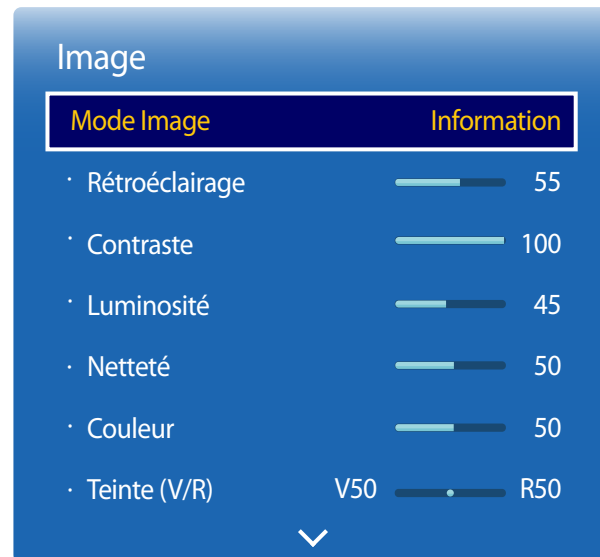 Image
Mode Image Information
· Rétroéclairage 55
· Contraste 100
· Luminosité 45
· Netteté 50
· Couleur 50
· Teinte (V/R) V50 R50